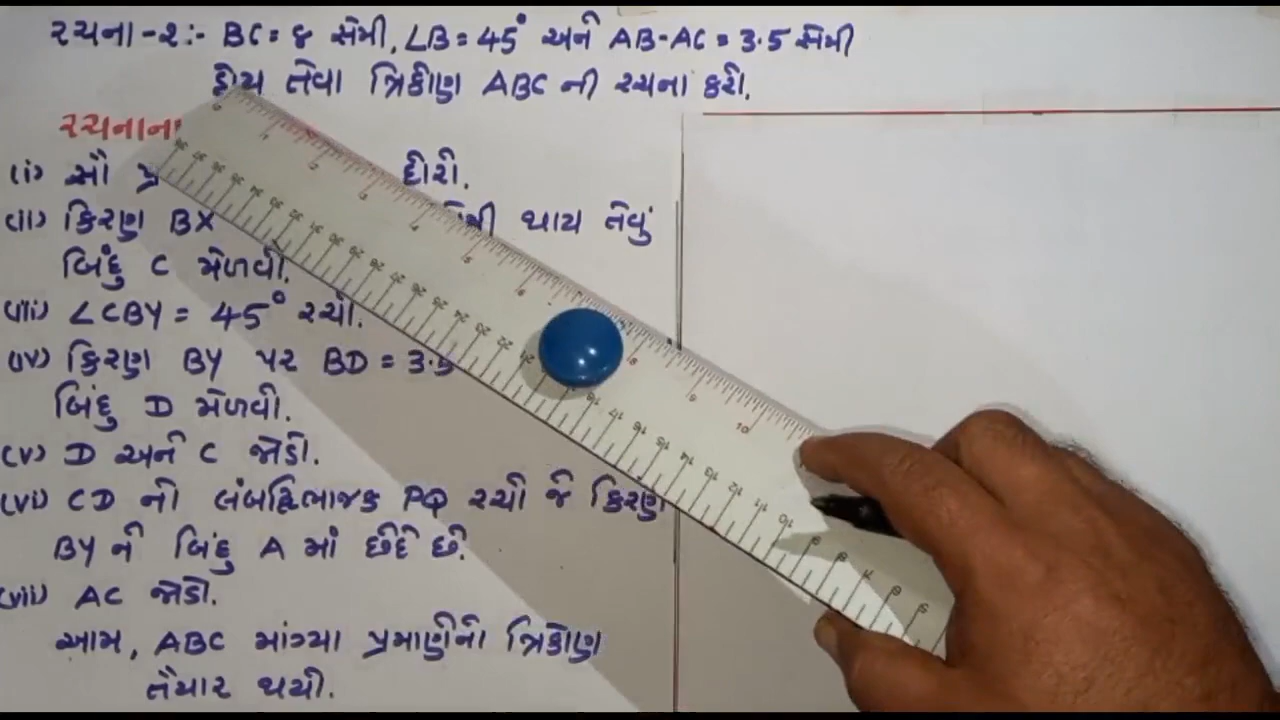 રચના-૨:- BC = ૪ સેમી, ∠B = 45° અને AB-AC = 3.5 સેમી
હોય તેવા ત્રિકોણ ABC ની રચના કરો.
રચનાના
(i) સૌ દોરો.
(ii) કિરણ BX થાય તેવું
બિંદુ C મેળવો.
(iii) ∠CBY = 45° રચો.
(iv) કિરણ BY પર BD = 3.5
બિંદુ D મેળવો.
(v) D અને C જોડો.
(vi) CD નો લંબદ્વિભાજક PQ રચો જે કિરણ
BY ને બિંદુ A માં છેદે છે.
(vii) AC જોડો.
આમ, ABC માંગ્યા પ્રમાણેનો ત્રિકોણ
તૈયાર થયો.